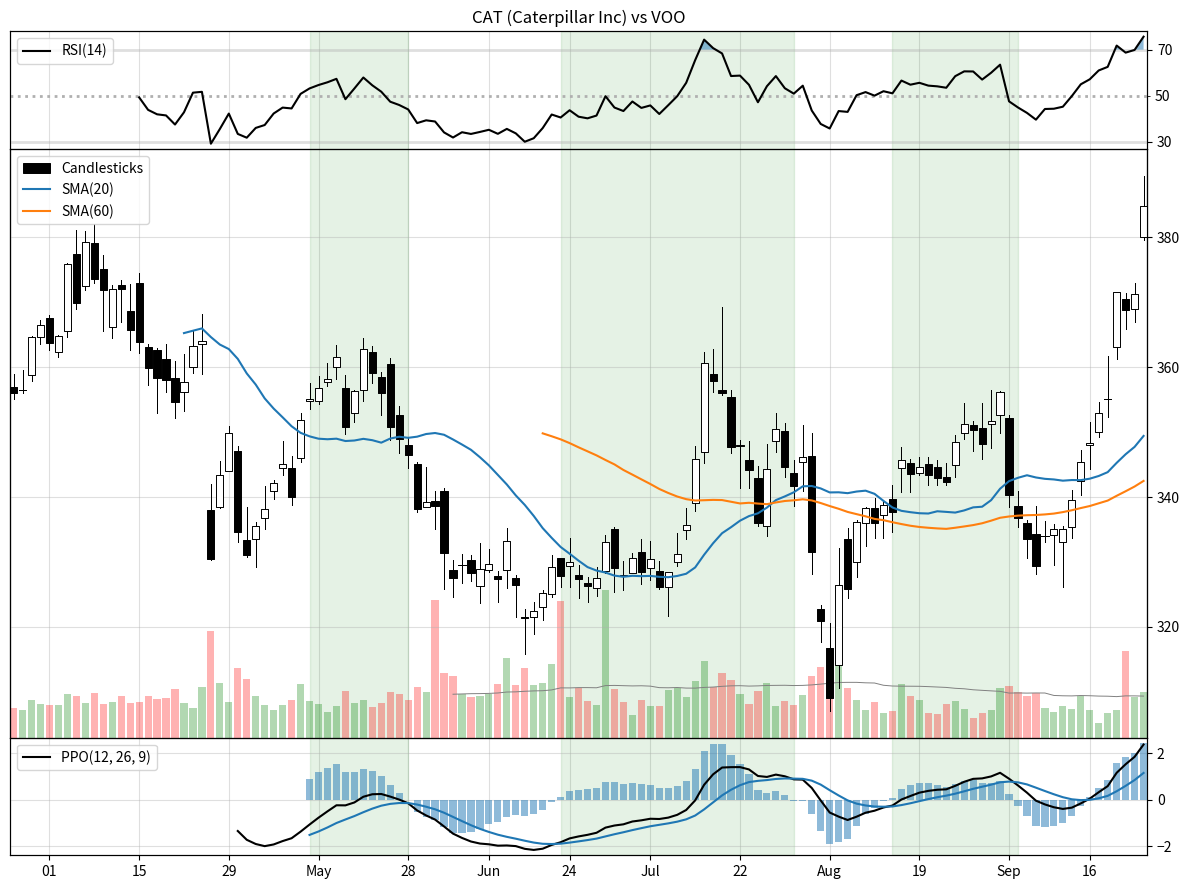 CAT (Caterpillar Inc) vs VOO
RSI(14)
70
50
30
Candlesticks
SMA(20)
SMA(60)
380
360
340
320
PPO(12, 26, 9)
2
0
−2
01 15 29 May 28 Jun 24 Jul 22 Aug 19 Sep 16